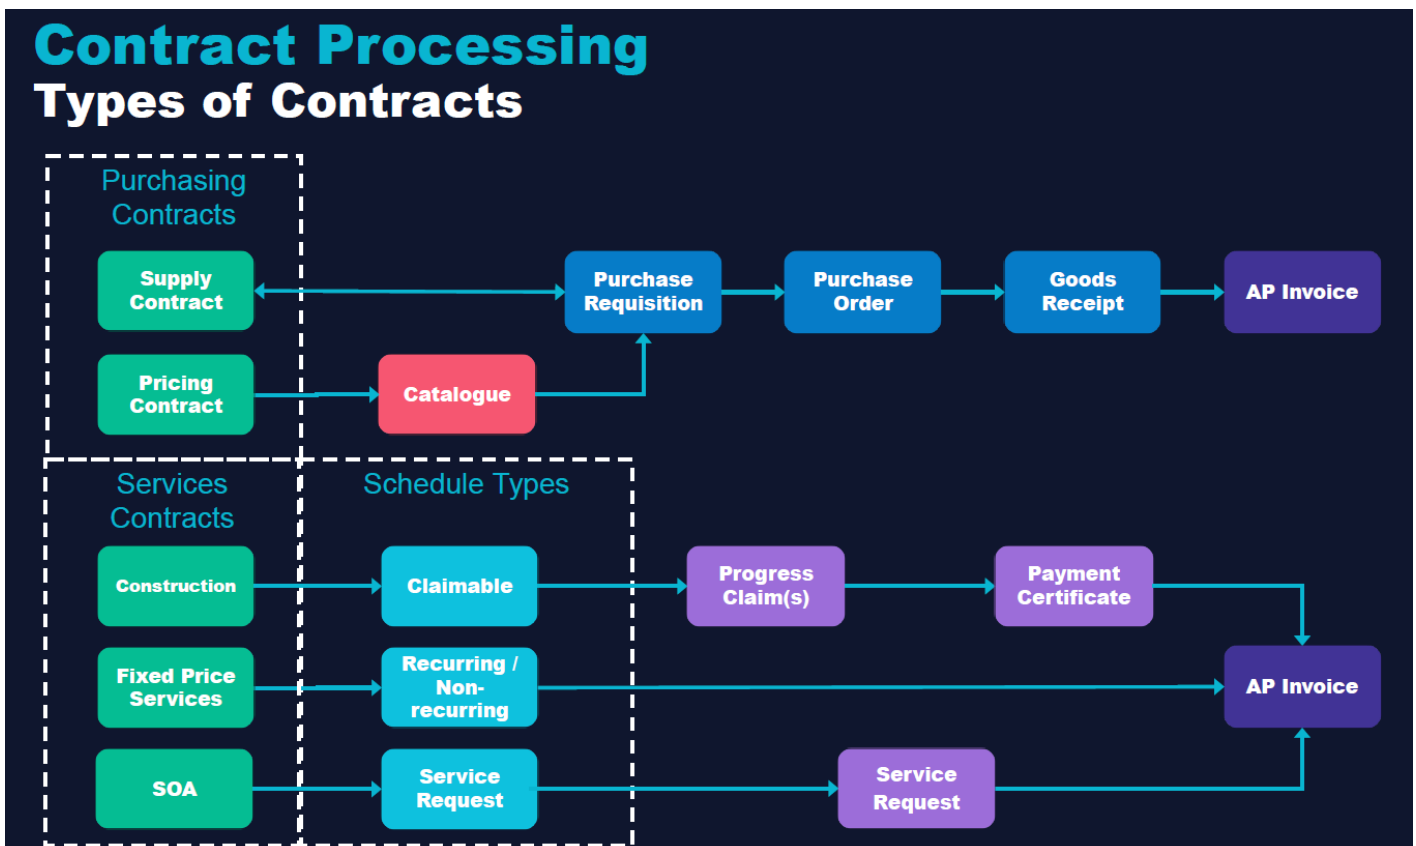 Contract Processing
Types of Contracts
Purchasing
Contracts
Supply
Contract
Purchase
Requisition
Purchase
Order
Goods
Receipt
AP Invoice
Pricing
Contract
Catalogue
Services
Contracts
Schedule Types
Construction
Claimable
Progress
Claim(s)
Payment
Certificate
Fixed Price
Services
Recurring /
Non-
recurring
AP Invoice
SOA
Service
Request
Service
Request